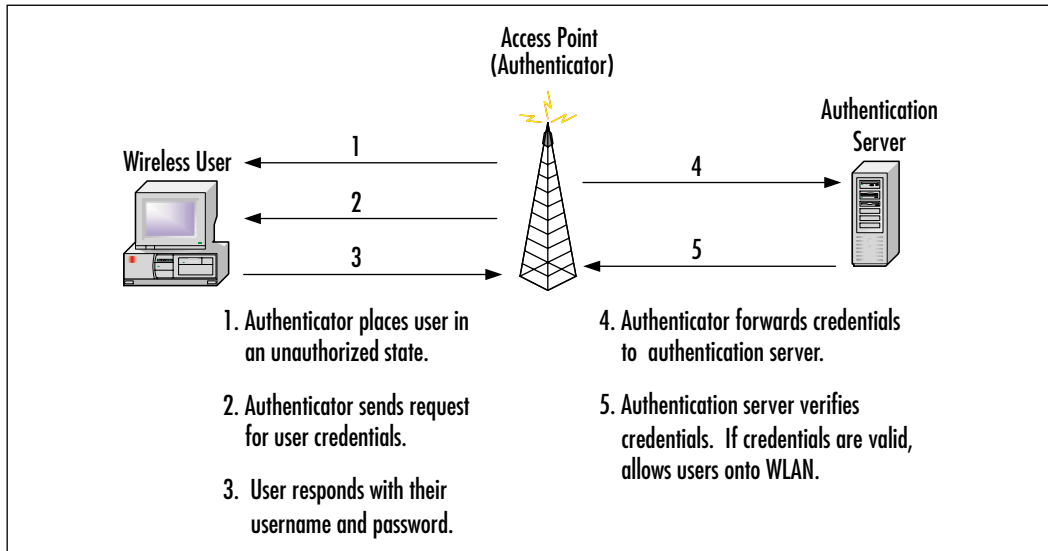 Access Point
(Authenticator)
Authentication
Server
Wireless User
1
2
3
4
5
1. Authenticator places user in
an unauthorized state.
2. Authenticator sends request
for user credentials.
3. User responds with their
username and password.
4. Authenticator forwards credentials
to authentication server.
5. Authentication server verifies
credentials. If credentials are valid,
allows users onto WLAN.